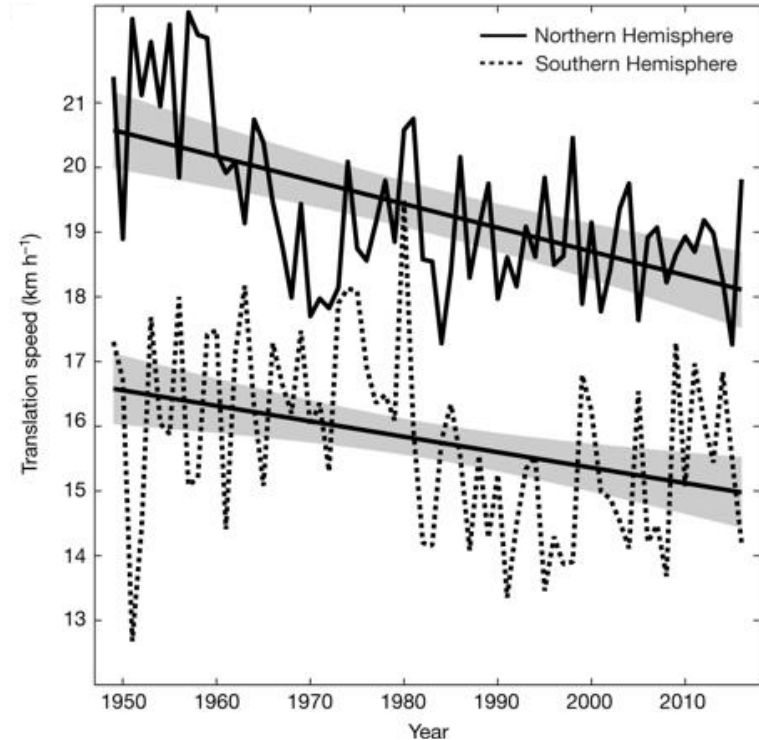 Northern Hemisphere
Southern Hemisphere
21
20
19
18
17
16
15
14
13
Translation speed (km h⁻¹)
1950 1960 1970 1980 1990 2000 2010
Year